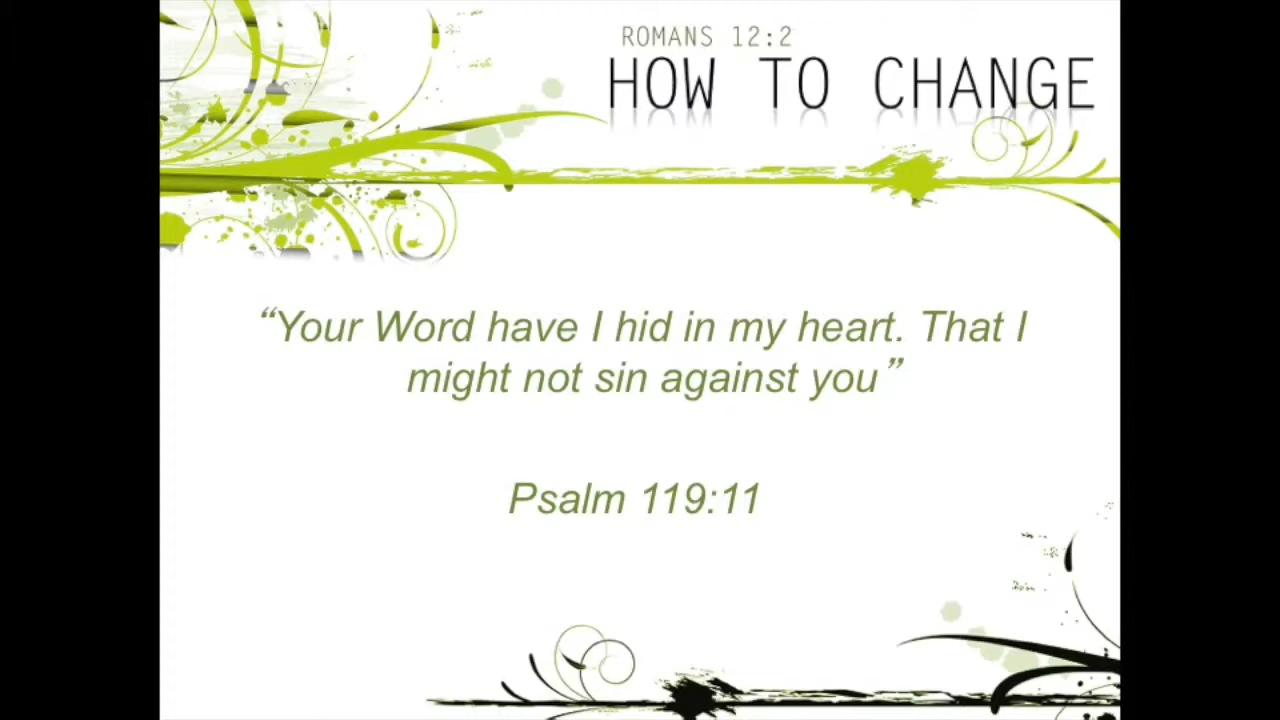 ROMANS 12:2
HOW TO CHANGE
“Your Word have I hid in my heart. That I
might not sin against you”
Psalm 119:11